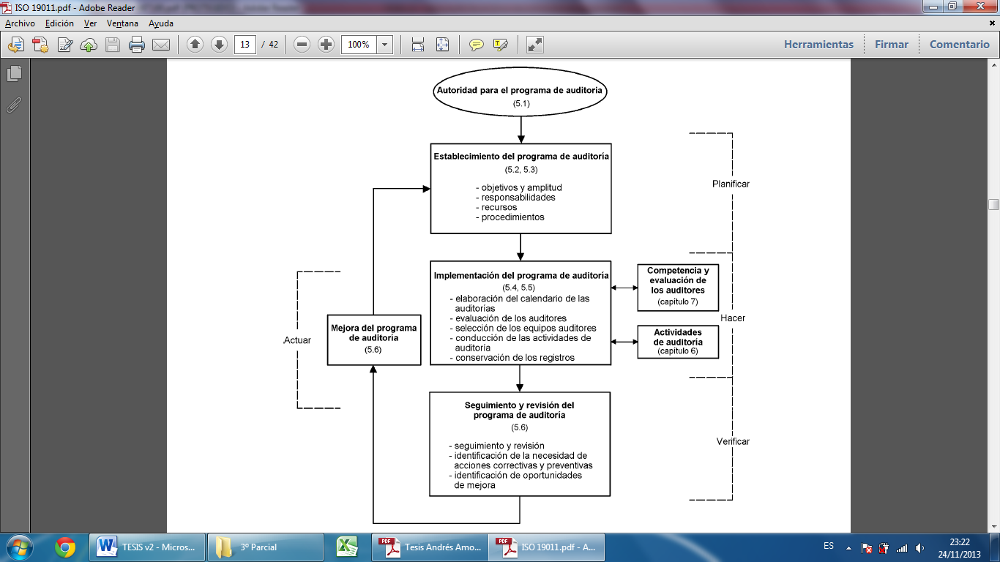 ISO 19011.pdf - Adobe Reader
Archivo Edición Ver Ventana Ayuda
13 / 42 100% Herramientas Firmar Comentario
Autoridad para el programa de auditoria
(5.1)
Establecimiento del programa de auditoría
(5.2, 5.3)
- objetivos y amplitud
- responsabilidades
- recursos
- procedimientos
Planificar
Implementación del programa de auditoría
(5.4, 5.5)
- elaboración del calendario de las
auditorías
- evaluación de los auditores
- selección de los equipos auditores
- conducción de las actividades de
auditoría
- conservación de los registros
Competencia y
evaluación de
los auditores
(capítulo 7)
Hacer
Actividades
de auditoría
(capítulo 6)
Mejora del programa
de auditoría
(5.6)
Actuar
Seguimiento y revisión del
programa de auditoría
(5.6)
- seguimiento y revisión
- identificación de la necesidad de
acciones correctivas y preventivas
- identificación de oportunidades
de mejora
Verificar
TESIS v2 - Micros...
3º Parcial
Tesis Andrés Amo...
ISO 19011.pdf - A...
ES
23:22
24/11/2013